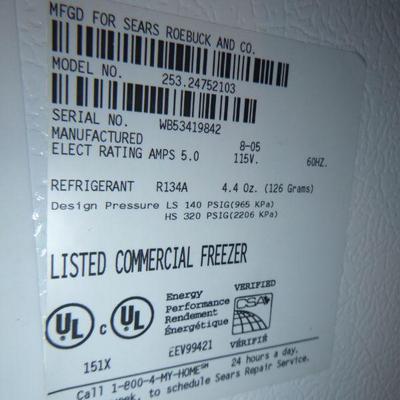 MFGD FOR SEARS ROEBUCK AND CO.
MODEL NO. 253.24752103
SERIAL NO. WB53419842
MANUFACTURED 8-05
ELECT RATING AMPS 5.0 115V. 60HZ.
REFRIGERANT R134A 4.4 Oz. (126 Grams)
Design Pressure LS 140 PSIG(965 KPa)
HS 320 PSIG(2206 KPa)
LISTED COMMERCIAL FREEZER
UL c UL
Energy
Performance
Rendement
Énergétique
VERIFIED
CSA
VÉRIFIÉ
151X EEV99421
Call 1-800-4-MY-HOME℠ 24 hours a day,
week, to schedule Sears Repair Service.